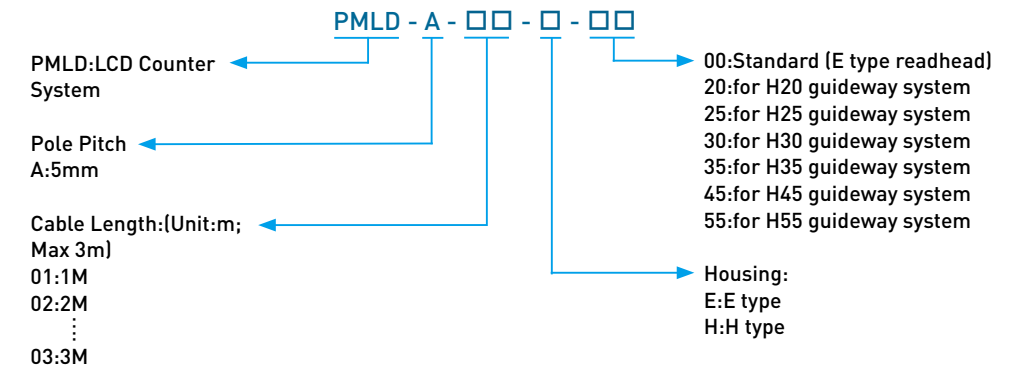 PMLD - A - □□ - □ - □□
PMLD:LCD Counter
System
Pole Pitch
A:5mm
Cable Length:(Unit:m;
Max 3m)
01:1M
02:2M
⋮
03:3M
00:Standard (E type readhead)
20:for H20 guideway system
25:for H25 guideway system
30:for H30 guideway system
35:for H35 guideway system
45:for H45 guideway system
55:for H55 guideway system
Housing:
E:E type
H:H type